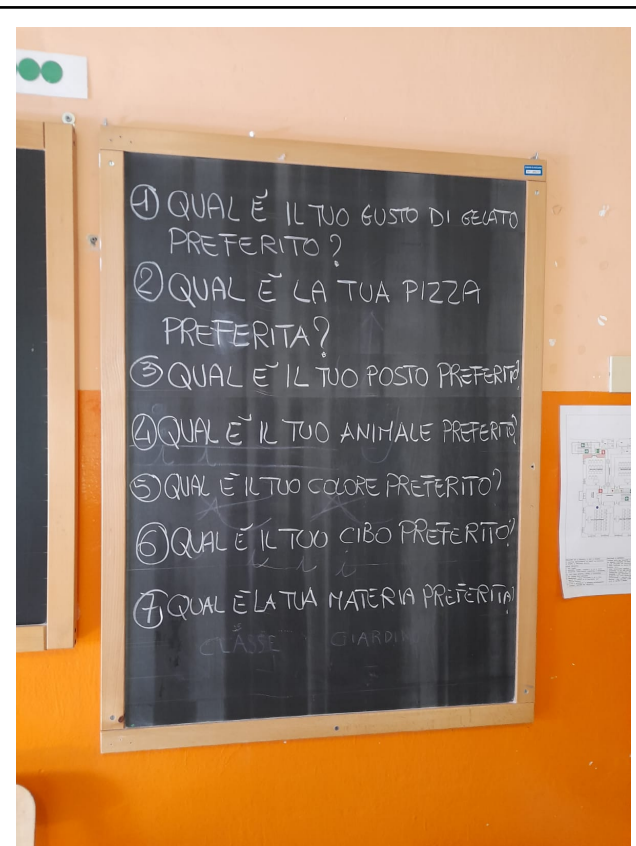 ① QUAL È IL TUO GUSTO DI GELATO
PREFERITO?
② QUAL È LA TUA PIZZA
PREFERITA?
③ QUAL È IL TUO POSTO PREFERITO?
④ QUAL È IL TUO ANIMALE PREFERITO?
⑤ QUAL È IL TUO COLORE PREFERITO?
⑥ QUAL È IL TUO CIBO PREFERITO?
⑦ QUAL È LA TUA MATERIA PREFERITA?
CLASSE